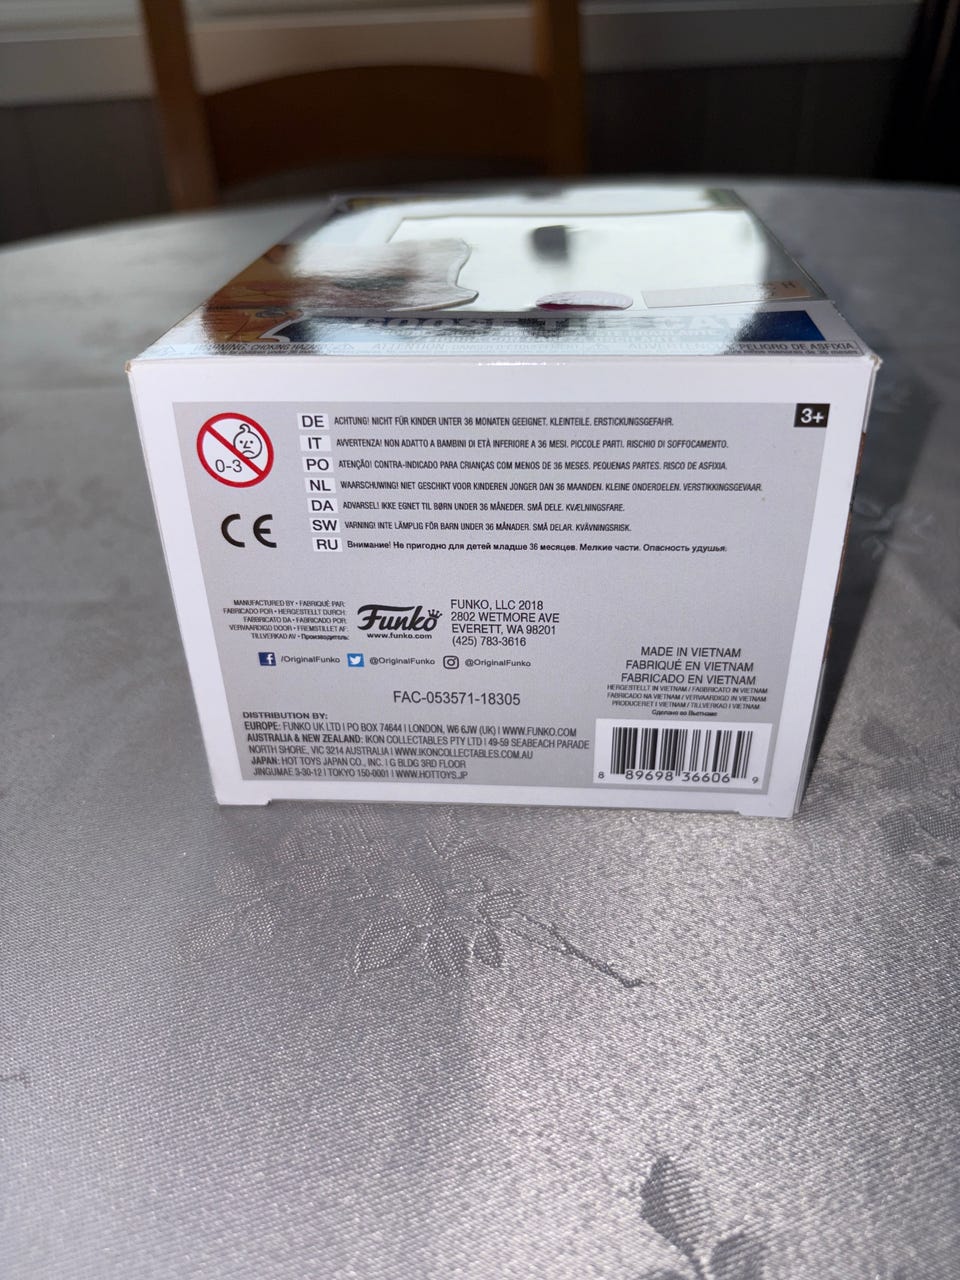 WARNING: CHOKING HAZARD
ATTENTION
PELIGRO DE ASFIXIA.
3+
0-3
DE ACHTUNG! NICHT FÜR KINDER UNTER 36 MONATEN GEEIGNET. KLEINTEILE. ERSTICKUNGSGEFAHR.
IT AVVERTENZA! NON ADATTO A BAMBINI DI ETÀ INFERIORE A 36 MESI. PICCOLE PARTI. RISCHIO DI SOFFOCAMENTO.
PO ATENÇÃO! CONTRA-INDICADO PARA CRIANÇAS COM MENOS DE 36 MESES. PEQUENAS PARTES. RISCO DE ASFIXIA.
NL WAARSCHUWING! NIET GESCHIKT VOOR KINDEREN JONGER DAN 36 MAANDEN. KLEINE ONDERDELEN. VERSTIKKINGSGEVAAR.
DA ADVARSEL! IKKE EGNET TIL BØRN UNDER 36 MÅNEDER. SMÅ DELE. KVÆLNINGSFARE.
SW VARNING! INTE LÄMPLIG FÖR BARN UNDER 36 MÅNADER. SMÅ DELAR. KVÄVNINGSRISK.
RU Внимание! Не пригодно для детей младше 36 месяцев. Мелкие части. Опасность удушья.
CE
MANUFACTURED BY • FABRIQUÉ PAR:
FABRICADO POR • HERGESTELLT DURCH:
FABRICATO DA • FABRICADO POR:
VERVAARDIGD DOOR • FREMSTILLET AF:
TILLVERKAD AV • Производитель:
Funko
www.funko.com
FUNKO, LLC 2018
2802 WETMORE AVE
EVERETT, WA 98201
(425) 783-3616
/OriginalFunko @OriginalFunko @OriginalFunko
FAC-053571-18305
MADE IN VIETNAM
FABRIQUÉ EN VIETNAM
FABRICADO EN VIETNAM
HERGESTELLT IN VIETNAM / FABBRICATO IN VIETNAM
FABRICADO NA VIETNAM / VERVAARDIGD IN VIETNAM
PRODUCERET I VIETNAM / TILLVERKAD I VIETNAM
Сделано во Вьетнаме
DISTRIBUTION BY:
EUROPE: FUNKO UK LTD | PO BOX 74644 | LONDON, W6 6JW (UK) | WWW.FUNKO.COM
AUSTRALIA & NEW ZEALAND: IKON COLLECTABLES PTY LTD | 49-59 SEABEACH PARADE
NORTH SHORE, VIC 3214 AUSTRALIA | WWW.IKONCOLLECTABLES.COM.AU
JAPAN: HOT TOYS JAPAN CO., INC. | G BLDG 3RD FLOOR
JINGUMAE 3-30-12 | TOKYO 150-0001 | WWW.HOTTOYS.JP
8 89698 36606 9